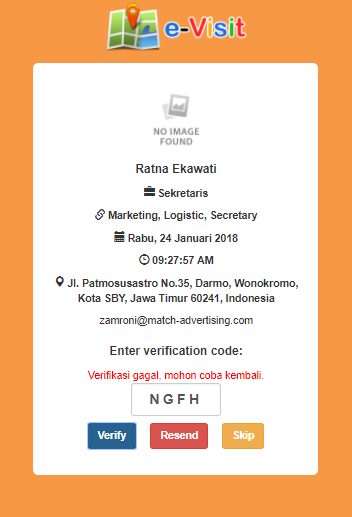 e-Visit
NO IMAGE
FOUND
Ratna Ekawati
Sekretaris
Marketing, Logistic, Secretary
Rabu, 24 Januari 2018
09:27:57 AM
Jl. Patmosusastro No.35, Darmo, Wonokromo,
Kota SBY, Jawa Timur 60241, Indonesia
zamroni@match-advertising.com
Enter verification code:
Verifikasi gagal, mohon coba kembali.
NGFH
Verify Resend Skip